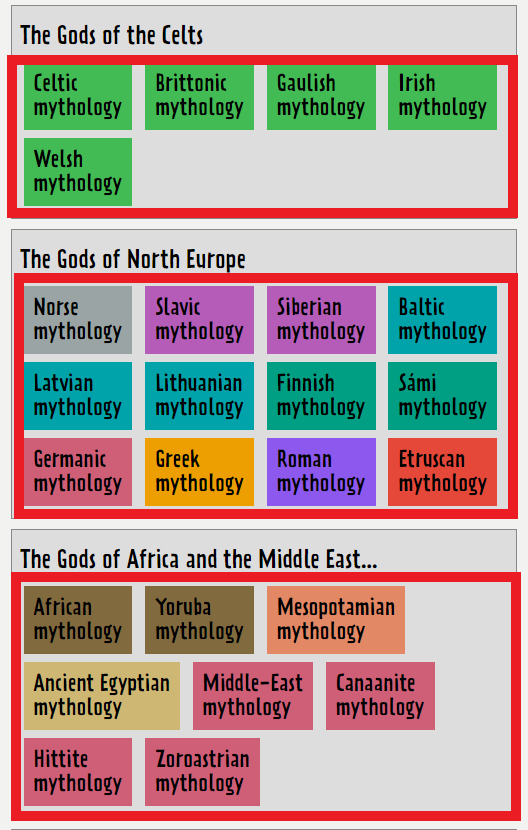 The Gods of the Celts
Celtic mythology
Brittonic mythology
Gaulish mythology
Irish mythology
Welsh mythology
The Gods of North Europe
Norse mythology
Slavic mythology
Siberian mythology
Baltic mythology
Latvian mythology
Lithuanian mythology
Finnish mythology
Sámi mythology
Germanic mythology
Greek mythology
Roman mythology
Etruscan mythology
The Gods of Africa and the Middle East...
African mythology
Yoruba mythology
Mesopotamian mythology
Ancient Egyptian mythology
Middle-East mythology
Canaanite mythology
Hittite mythology
Zoroastrian mythology